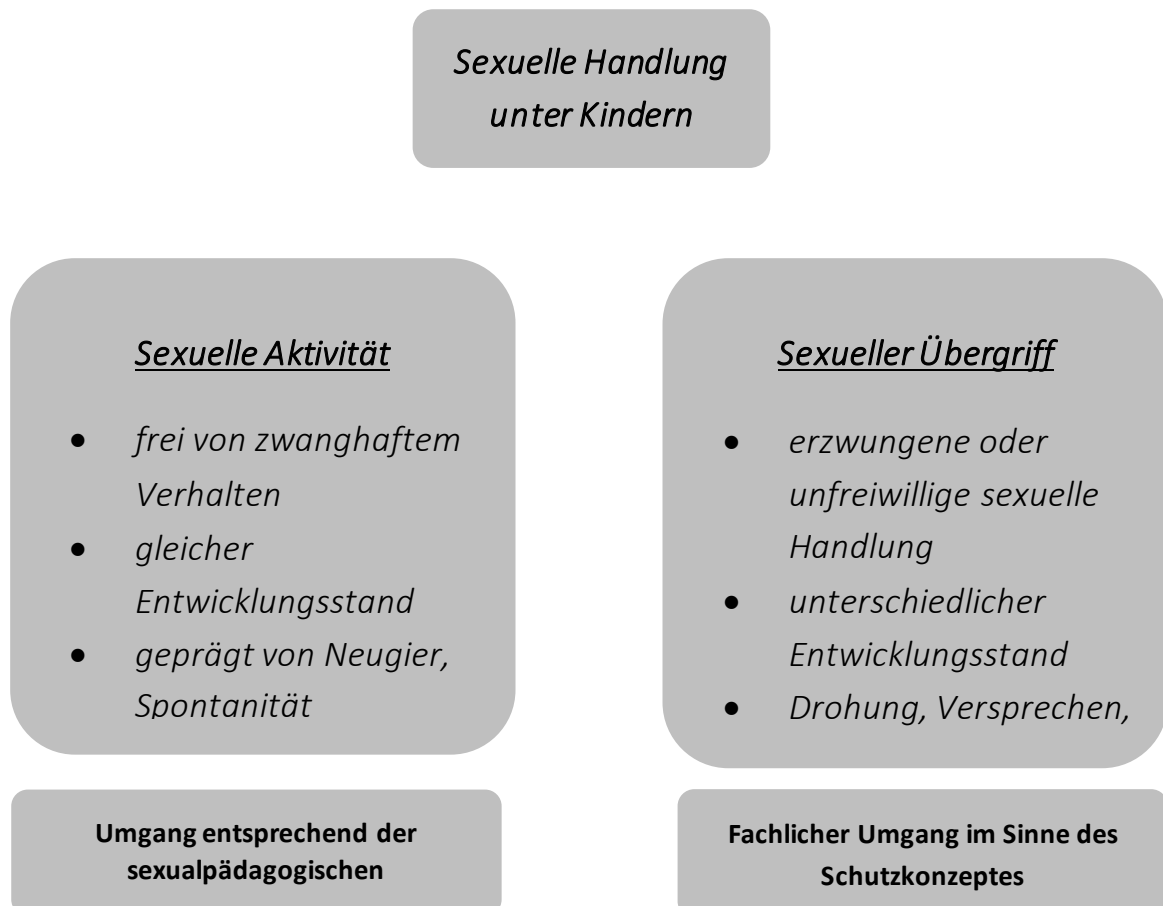 Sexuelle Handlung
unter Kindern
Sexuelle Aktivität
• frei von zwanghaftem
Verhalten
• gleicher
Entwicklungsstand
• geprägt von Neugier,
Spontanität
Umgang entsprechend der
sexualpädagogischen
Sexueller Übergriff
• erzwungene oder
unfreiwillige sexuelle
Handlung
• unterschiedlicher
Entwicklungsstand
• Drohung, Versprechen,
Fachlicher Umgang im Sinne des
Schutzkonzeptes